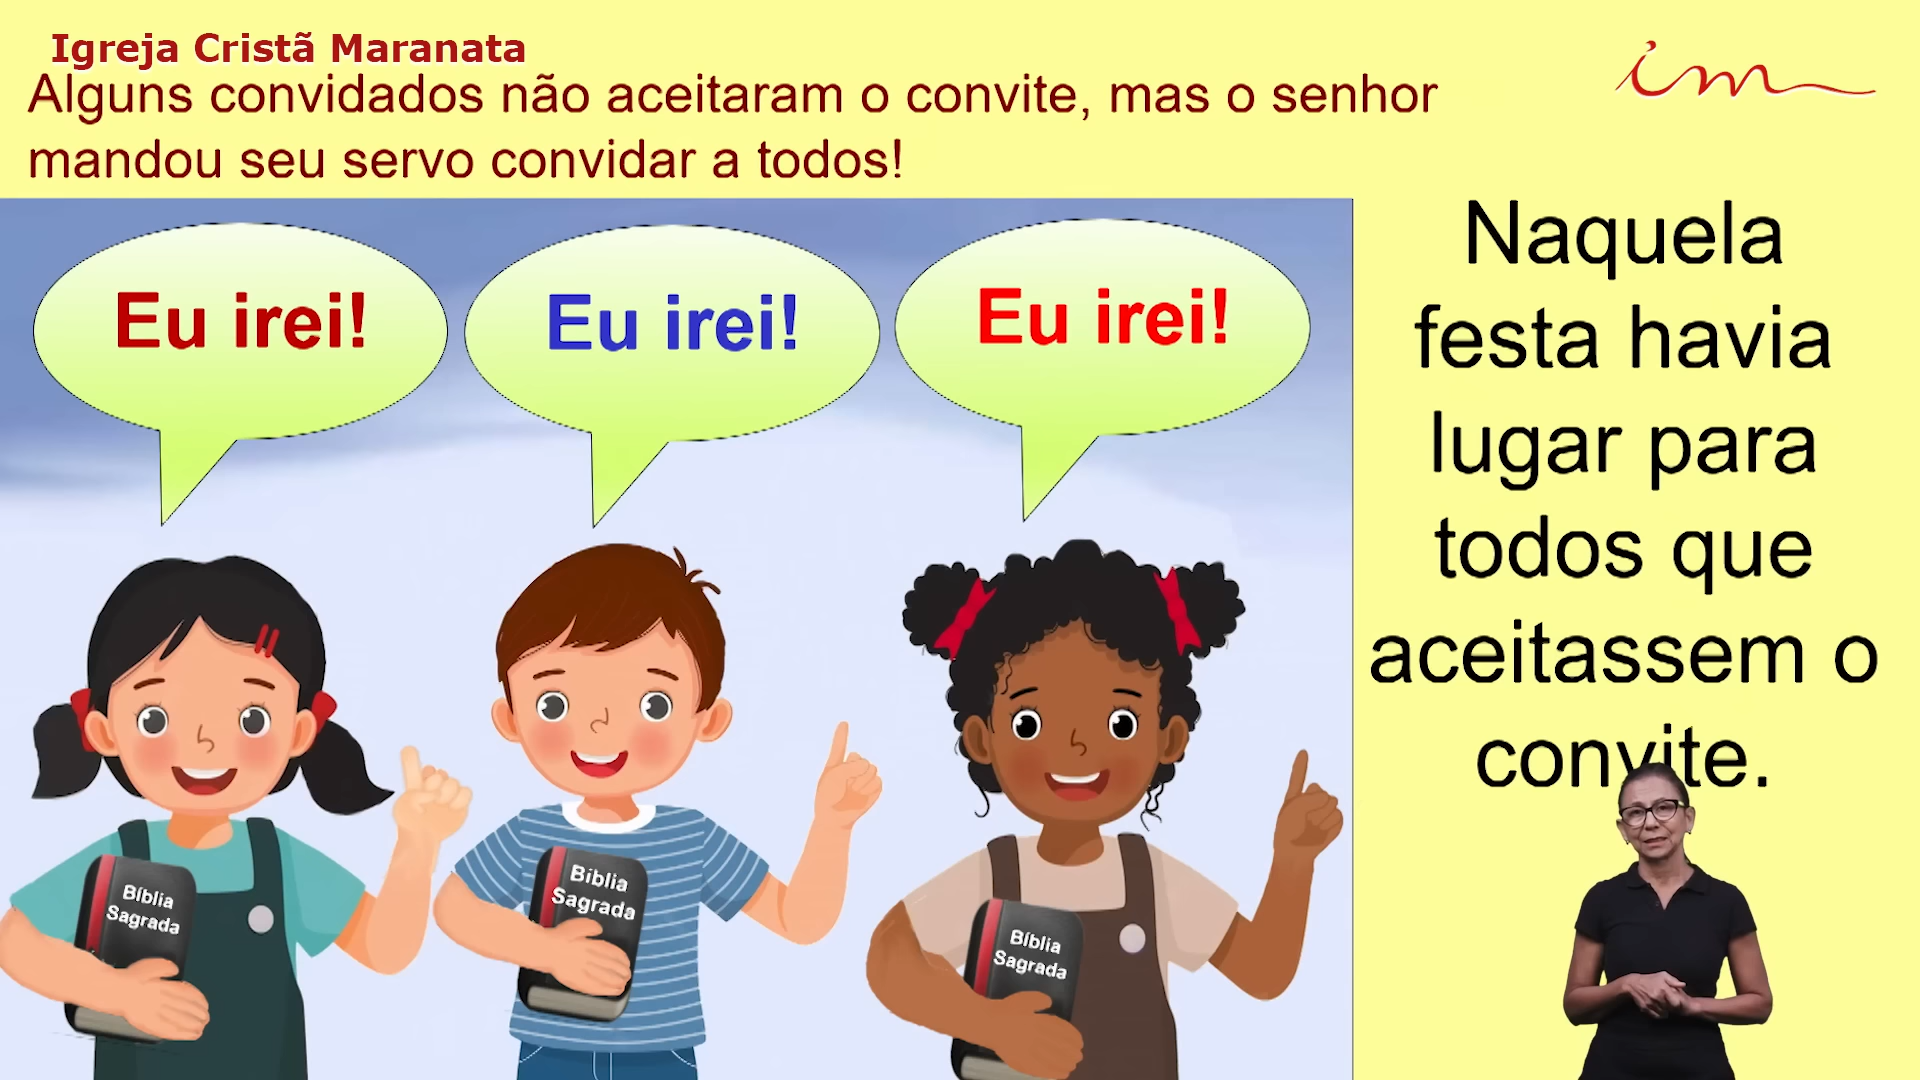 Igreja Cristã Maranata
Alguns convidados não aceitaram o convite, mas o senhor
mandou seu servo convidar a todos!
Eu irei!
Eu irei!
Eu irei!
Naquela
festa havia
lugar para
todos que
aceitassem o
convite.
Bíblia
Sagrada
Bíblia
Sagrada
Bíblia
Sagrada
im